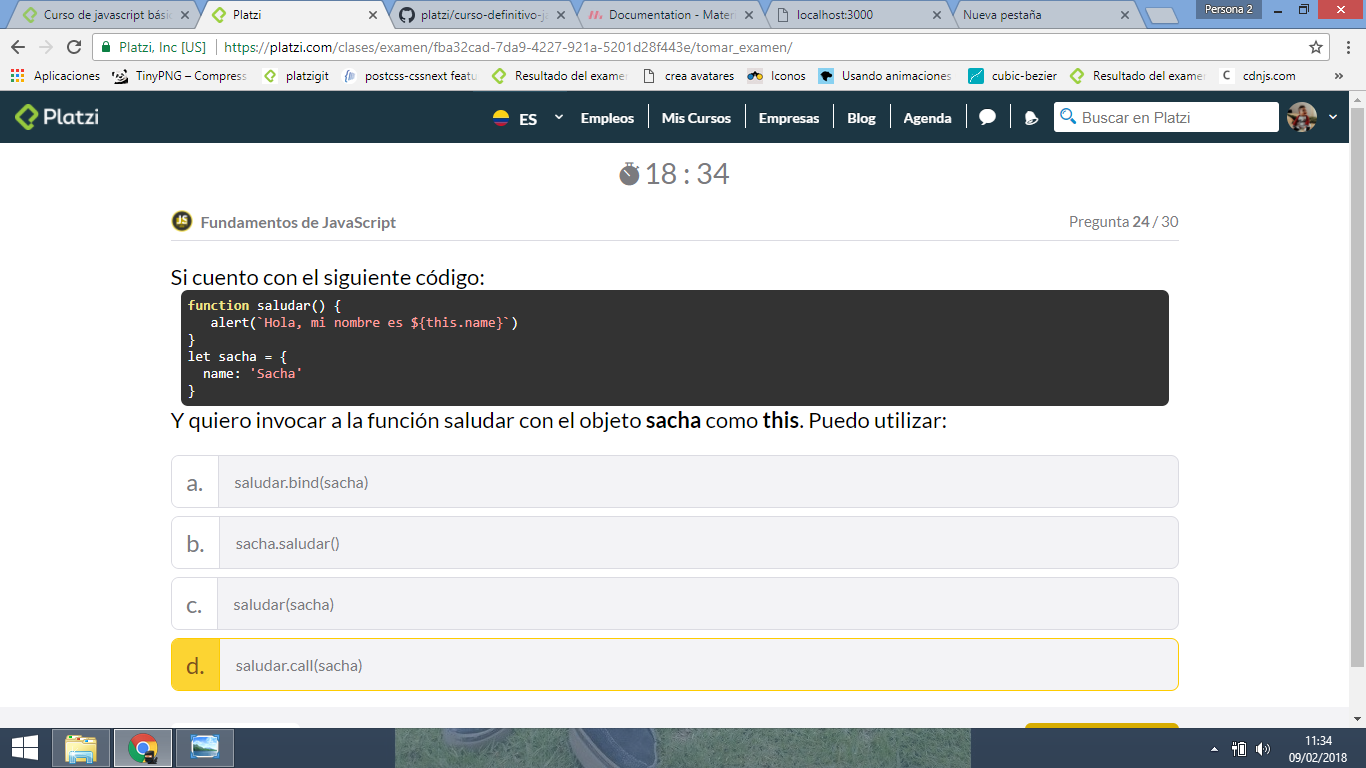 Curso de javascript bási
Platzi
platzi/curso-definitivo-j
Documentation - Mater
localhost:3000
Nueva pestaña
Persona 2
Platzi, Inc [US]
https://platzi.com/clases/examen/fba32cad-7da9-4227-921a-5201d28f443e/tomar_examen/
Aplicaciones
TinyPNG – Compress
platzigit
postcss-cssnext featu
Resultado del exame
crea avatares
Iconos
Usando animaciones
cubic-bezier
Resultado del exame
cdnjs.com
»
Platzi
ES
Empleos
Mis Cursos
Empresas
Blog
Agenda
Buscar en Platzi
18 : 34
JS
Fundamentos de JavaScript
Pregunta 24 / 30
Si cuento con el siguiente código:
function saludar() {
alert(`Hola, mi nombre es ${this.name}`)
}
let sacha = {
name: 'Sacha'
}
Y quiero invocar a la función saludar con el objeto sacha como this. Puedo utilizar:
a. saludar.bind(sacha)
b. sacha.saludar()
c. saludar(sacha)
d. saludar.call(sacha)
11:34
09/02/2018